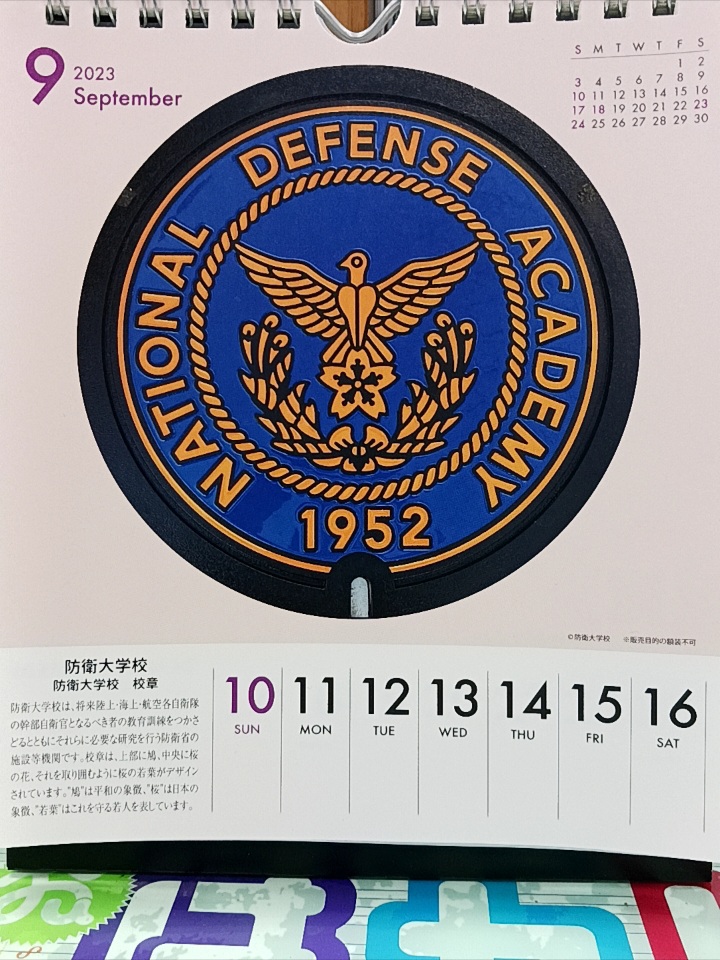 9 2023
September
S M T W T F S
1 2
3 4 5 6 7 8 9
10 11 12 13 14 15 16
17 18 19 20 21 22 23
24 25 26 27 28 29 30
NATIONAL DEFENSE ACADEMY
1952
©防衛大学校 ※販売目的の額装不可
防衛大学校
防衛大学校 校章
防衛大学校は、将来陸上・海上・航空各自衛隊
の幹部自衛官となるべき者の教育訓練をつかさ
どるとともにそれらに必要な研究を行う防衛省の
施設等機関です。校章は、上部に鳩、中央に桜
の花、それを取り囲むように桜の若葉がデザイン
されています。"鳩"は平和の象徴、"桜"は日本の
象徴、"若葉"はこれを守る若人を表しています。
10 11 12 13 14 15 16
SUN MON TUE WED THU FRI SAT